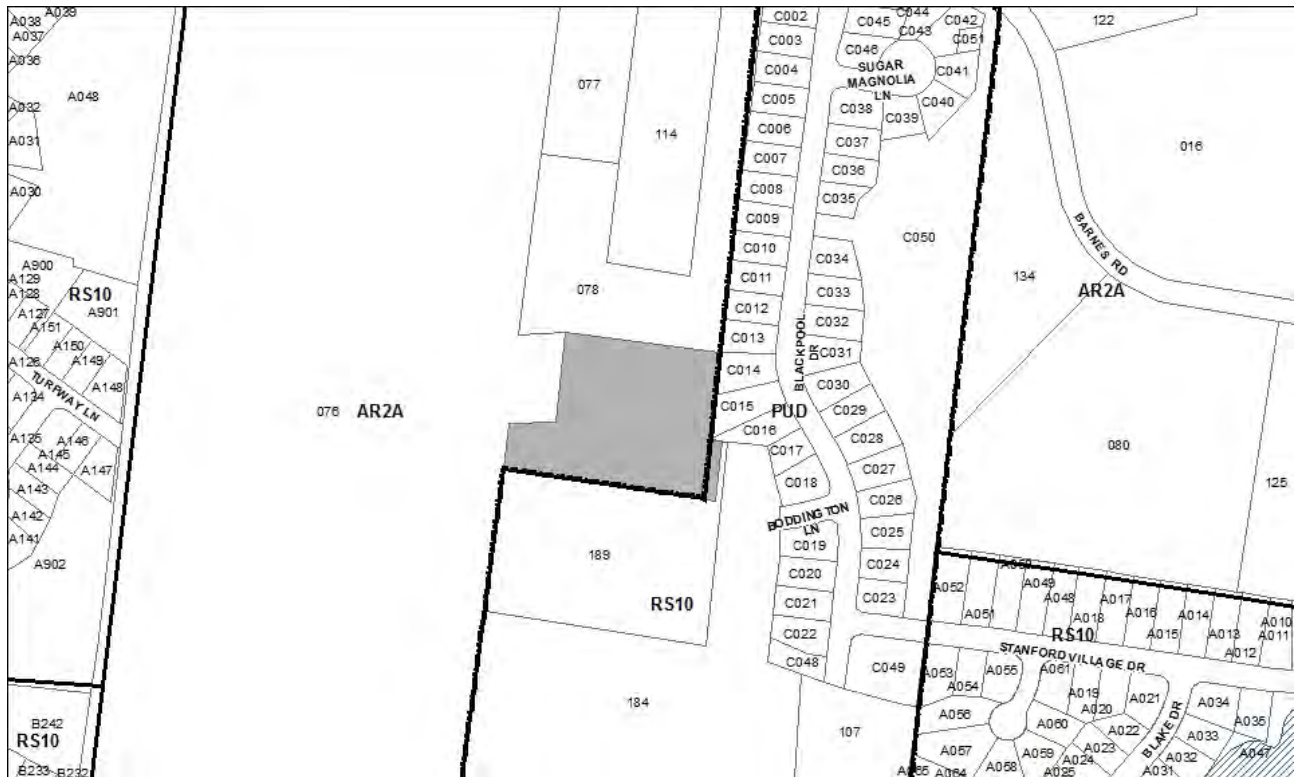 A039
A038
A037
A036
A048
A032
A031
A030
A900
A129
A128
A127
RS10
A901
A151
A150
A149
A148
A126
TURFWAY LN
A134
A135
A146
A145
A144
A147
A143
A142
A141
A902
B242
RS10
B233
B232
076
AR2A
077
114
078
189
RS10
184
107
C002
C003
C004
C005
C006
C007
C008
C009
C010
C011
C012
C013
C014
C015
C016
C017
C018
PUD
BLACKPOOL
DR
BODDINGTON
LN
C019
C020
C021
C022
C048
C045
C044
C043
C042
C051
C046
C041
C040
C039
SUGAR
MAGNOLIA
LN
C038
C037
C036
C035
C050
C034
C033
C032
C031
C030
C029
C028
C027
C026
C025
C024
C023
C049
122
016
BARNES RD
134
AR2A
080
125
A052
A051
A050
A049
A048
A018
A017
A016
A015
A014
A013
A012
A011
A010
RS10
STANFORD VILLAGE DR
A053
A054
A055
A061
A019
A020
A021
A034
A035
A056
A060
A022
A033
A047
BLAKE DR
A057
A059
A023
A024
A032
A058
A025
A031
A064
A065